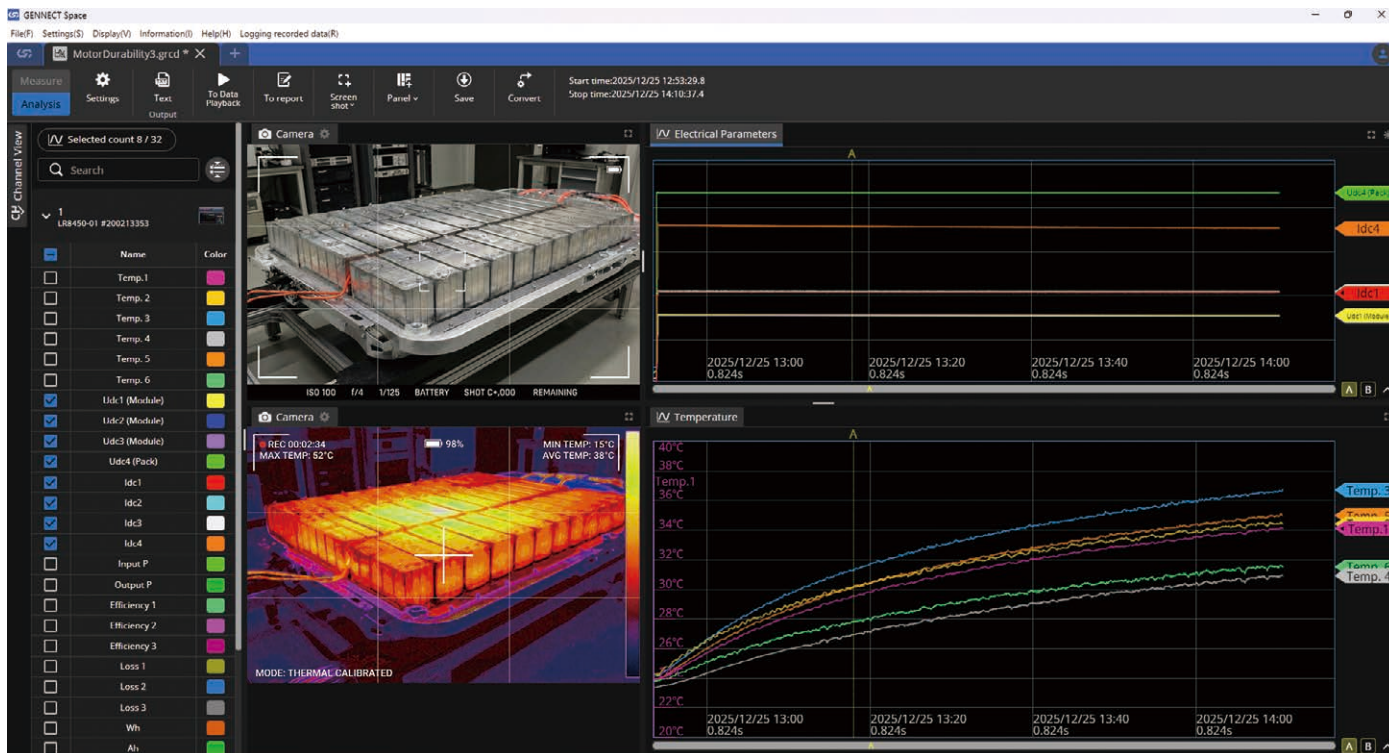 GENNECT Space
File(F) Settings(S) Display(V) Information(I) Help(H) Logging recorded data(R)
MotorDurability3.grcd *
Measure
Analysis
Settings
Text
Output
To Data
Playback
To report
Screen
shot
Panel
Save
Convert
Start time:2025/12/25 12:53:29.8
Stop time:2025/12/25 14:10:37.4
CH Channel View
Selected count 8 / 32
Search
1
LR8450-01 #200213353
Name Color
Temp.1
Temp. 2
Temp. 3
Temp. 4
Temp. 5
Temp. 6
Udc1 (Module)
Udc2 (Module)
Udc3 (Module)
Udc4 (Pack)
Idc1
Idc2
Idc3
Idc4
Input P
Output P
Efficiency 1
Efficiency 2
Efficiency 3
Loss 1
Loss 2
Loss 3
Wh
Ah
Camera
ISO 100 f/4 1/125 BATTERY SHOT C+,000 REMAINING
Camera
REC 00:02:34
MAX TEMP: 52°C
98%
MIN TEMP: 15°C
AVG TEMP: 38°C
MODE: THERMAL CALIBRATED
Electrical Parameters
A
Udc4 (Pack)
Idc4
Idc1
Udc1 (Module
2025/12/25 13:00
0.824s
2025/12/25 13:20
0.824s
2025/12/25 13:40
0.824s
2025/12/25 14:00
0.824s
A
A B
Temperature
A
40°C
38°C
Temp.1
36°C
34°C
32°C
30°C
28°C
26°C
22°C
20°C
Temp. 3
Temp. 5
Temp.1
Temp. 6
Temp. 4
2025/12/25 13:00
0.824s
2025/12/25 13:20
0.824s
2025/12/25 13:40
0.824s
2025/12/25 14:00
0.824s
A
A B